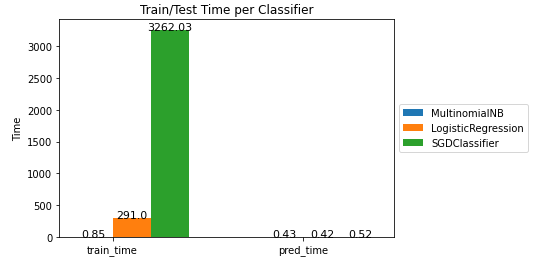 Train/Test Time per Classifier
3262.03
3000
2500
2000
1500
1000
500
0
Time
291.0
0.85
0.43
0.42
0.52
train_time
pred_time
MultinomialNB
LogisticRegression
SGDClassifier